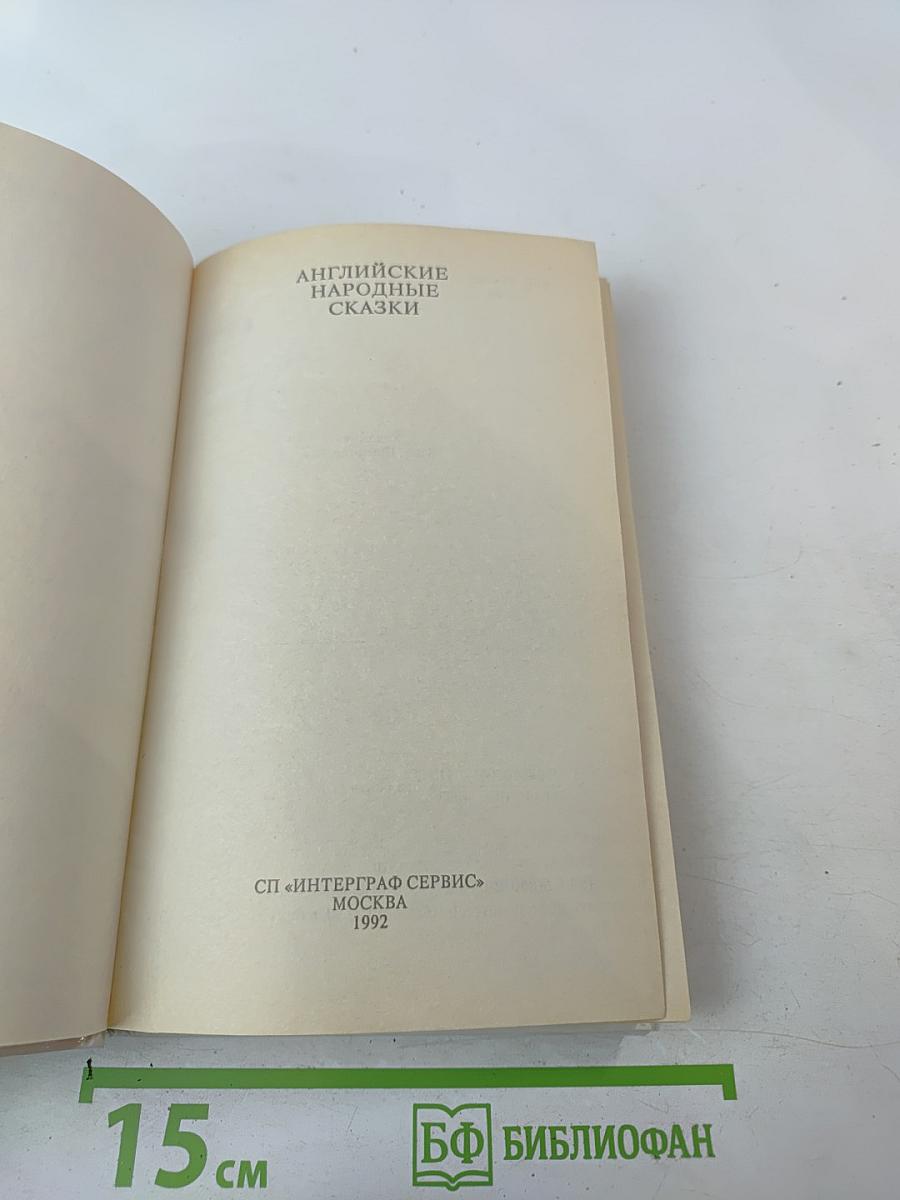 АНГЛИЙСКИЕ
НАРОДНЫЕ
СКАЗКИ
СП «ИНТЕРГРАФ СЕРВИС»
МОСКВА
1992
15 СМ
БФ БИБЛИОФАН